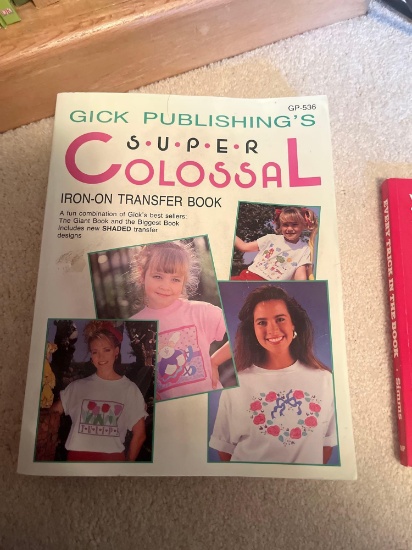 GP-536
GICK PUBLISHING'S
S·U·P·E·R
COLOSSAL
IRON-ON TRANSFER BOOK
A fun combination of Gick's best sellers:
The Giant Book and the Biggest Book
includes new SHADED transfer
designs
EVERY TRICK IN THE BOOK · Simms